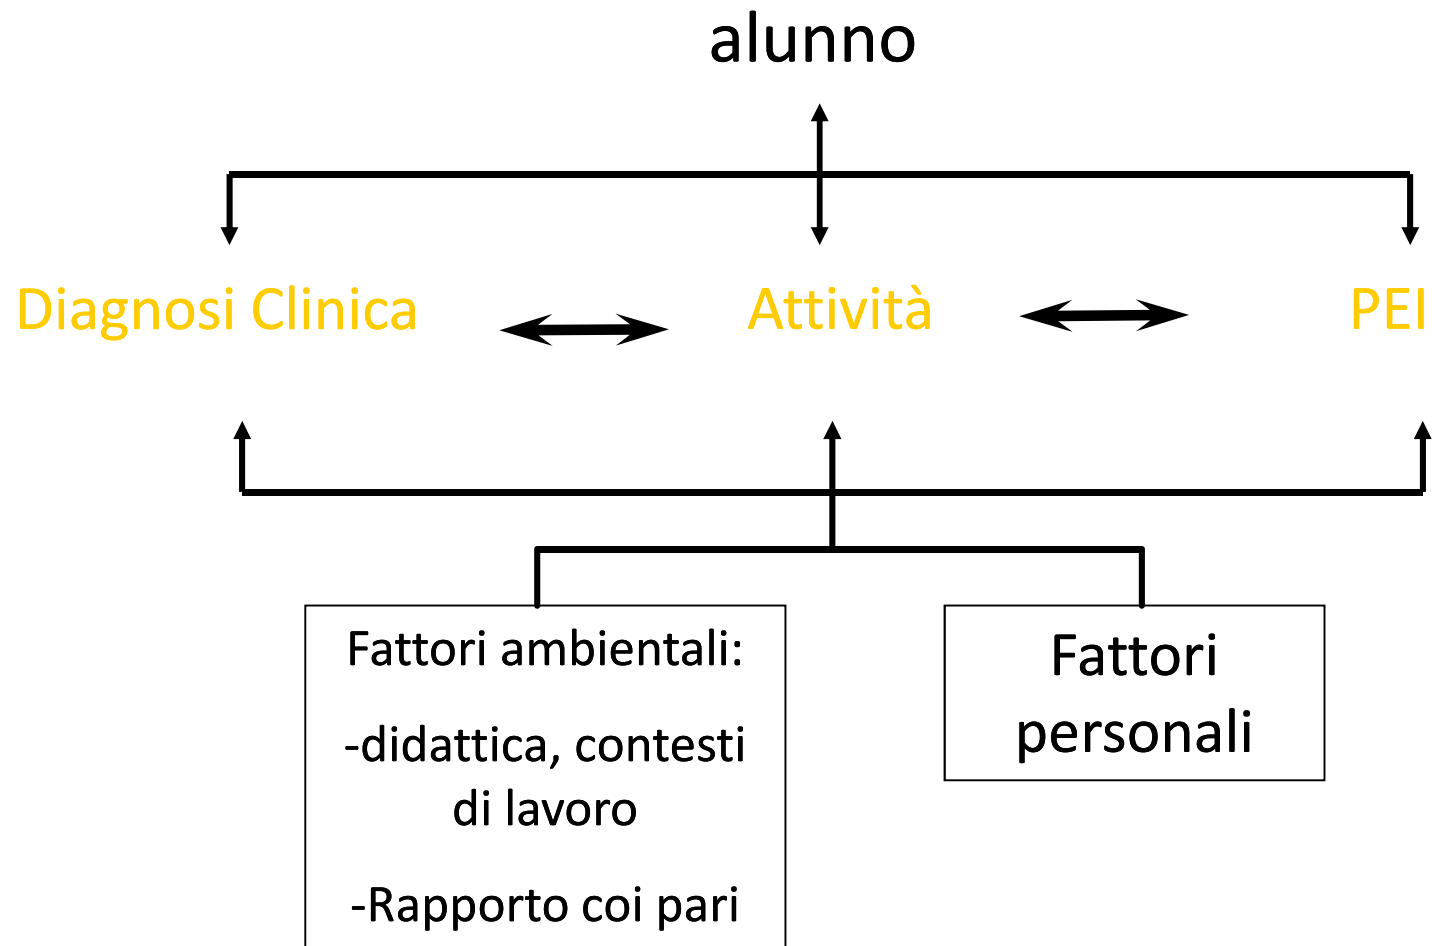 alunno
Diagnosi Clinica
Attività
PEI
Fattori ambientali:
-didattica, contesti
di lavoro
-Rapporto coi pari
Fattori
personali